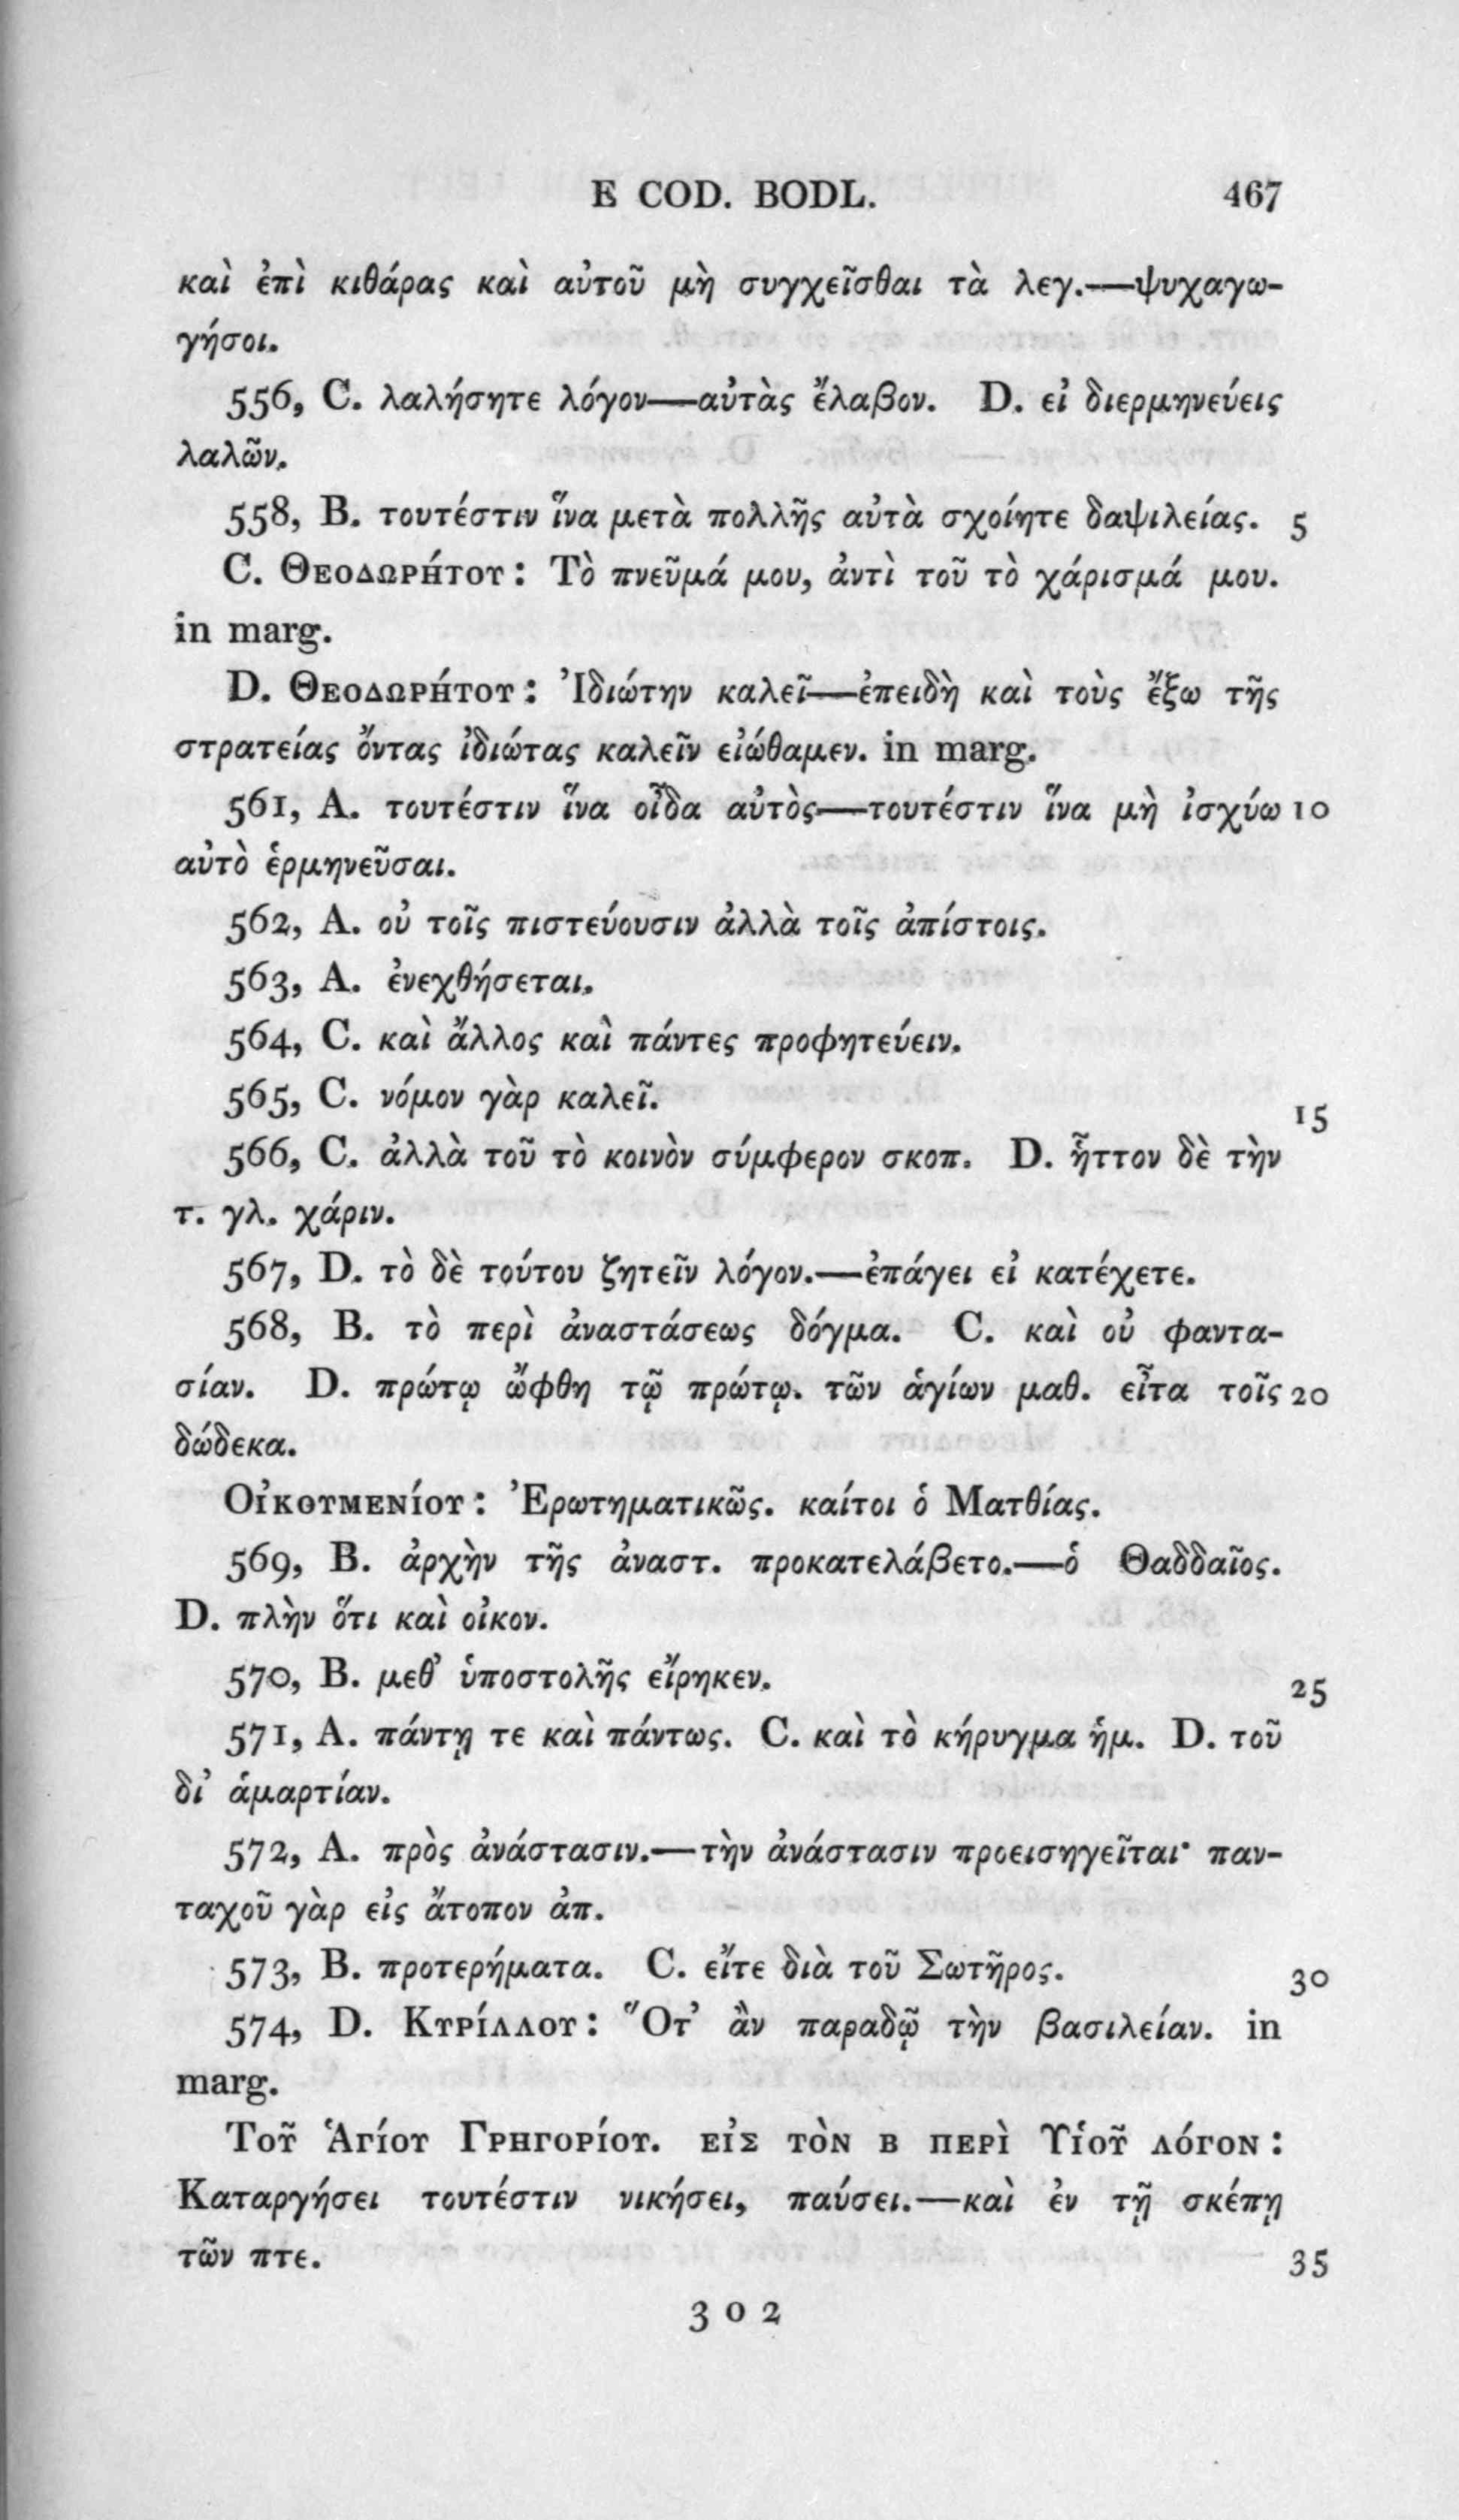 E COD. BODL. 467
καὶ ἐπὶ κιθάρας καὶ αὐτοῦ μὴ συγχεῖσθαι τὰ λεγ.—ψυχαγω-
γήσοι.
556, C. λαλήσητε λόγον—αὐτὰς ἔλαβον. D. εἰ διερμηνεύεις
λαλῶν.
558, B. τουτέστιν ἵνα μετὰ πολλῆς αὐτὰ σχοίητε δαψιλείας. 5
C. ΘΕΟΔΩΡΉΤΟΥ: Τὸ πνεῦμά μου, ἀντὶ τοῦ τὸ χάρισμά μου.
in marg.
D. ΘΕΟΔΩΡΉΤΟΥ: Ἰδιώτην καλεῖ—ἐπειδὴ καὶ τοὺς ἔξω τῆς
στρατείας ὄντας ἰδιώτας καλεῖν εἰώθαμεν. in marg.
561, A. τουτέστιν ἵνα οἶδα αὐτὸς—τουτέστιν ἵνα μὴ ἰσχύω 10
αὐτὸ ἑρμηνεῦσαι.
562, A. οὐ τοῖς πιστεύουσιν ἀλλὰ τοῖς ἀπίστοις.
563, A. ἐνεχθήσεται.
564, C. καὶ ἄλλος καὶ πάντες προφητεύειν.
565, C. νόμον γὰρ καλεῖ. 15
566, C. ἀλλὰ τοῦ τὸ κοινὸν σύμφερον σκοπ. D. ἧττον δὲ τὴν
τ. γλ. χάριν.
567, D. τὸ δὲ τούτου ζητεῖν λόγον.—ἐπάγει εἰ κατέχετε.
568, B. τὸ περὶ ἀναστάσεως δόγμα. C. καὶ οὐ φαντα-
σίαν. D. πρώτῳ ὤφθη τῷ πρώτῳ. τῶν ἁγίων μαθ. εἶτα τοῖς 20
δώδεκα.
ΟἸΚΟΥΜΕΝΊΟΥ: Ἐρωτηματικῶς. καίτοι ὁ Ματθίας.
569, B. ἀρχὴν τῆς ἀναστ. προκατελάβετο.—ὁ Θαδδαῖος.
D. πλὴν ὅτι καὶ οἰκον.
570, B. μεθ’ ὑποστολῆς εἴρηκεν. 25
571, A. πάντῃ τε καὶ πάντως. C. καὶ τὸ κήρυγμα ἡμ. D. τοῦ
δι’ ἁμαρτίαν.
572, A. πρὸς ἀνάστασιν.—τὴν ἀνάστασιν προεισηγεῖται· παν-
ταχοῦ γὰρ εἰς ἄτοπον ἀπ.
573, B. προτερήματα. C. εἴτε διὰ τοῦ Σωτῆρος. 30
574, D. ΚΥΡΊΛΛΟΥ: Ὅτ’ ἂν παραδῷ τὴν βασιλείαν. in
marg.
ΤΟΥ͂ ἉΓΊΟΥ ΓΡΗΓΟΡΊΟΥ. ΕἸΣ ΤῸΝ Β ΠΕΡῚ ΥἹΟΥ͂ ΛΌΓΟΝ:
Καταργήσει τουτέστιν νικήσει, παύσει.—καὶ ἐν τῇ σκέπῃ
τῶν πτε. 35
3 0 2